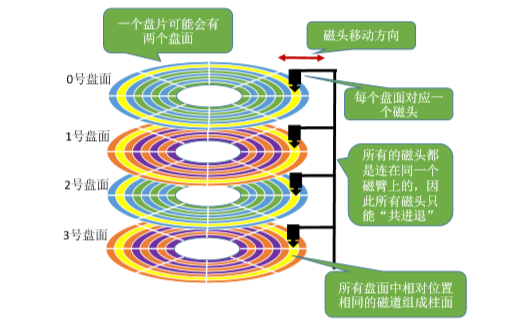 一个盘片可能会有
两个盘面
磁头移动方向
0号盘面
每个盘面对应一
个磁头
1号盘面
所有的磁头都
是连在同一个
磁臂上的，因
此所有磁头只
能“共进退”
2号盘面
3号盘面
所有盘面中相对位置
相同的磁道组成柱面